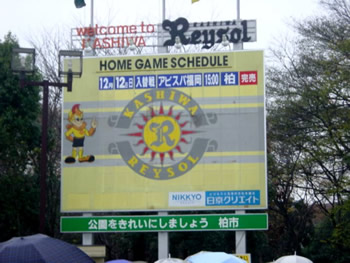 welcome to
KASHIWA
KASHIWA
Reysol
HOME GAME SCHEDULE
12月12日 入替戦 アビスパ福岡 15:00 柏 完売
KASHIWA
R
REYSOL
NIKKYO
日京クリエイト
公園をきれいにしましょう 柏市